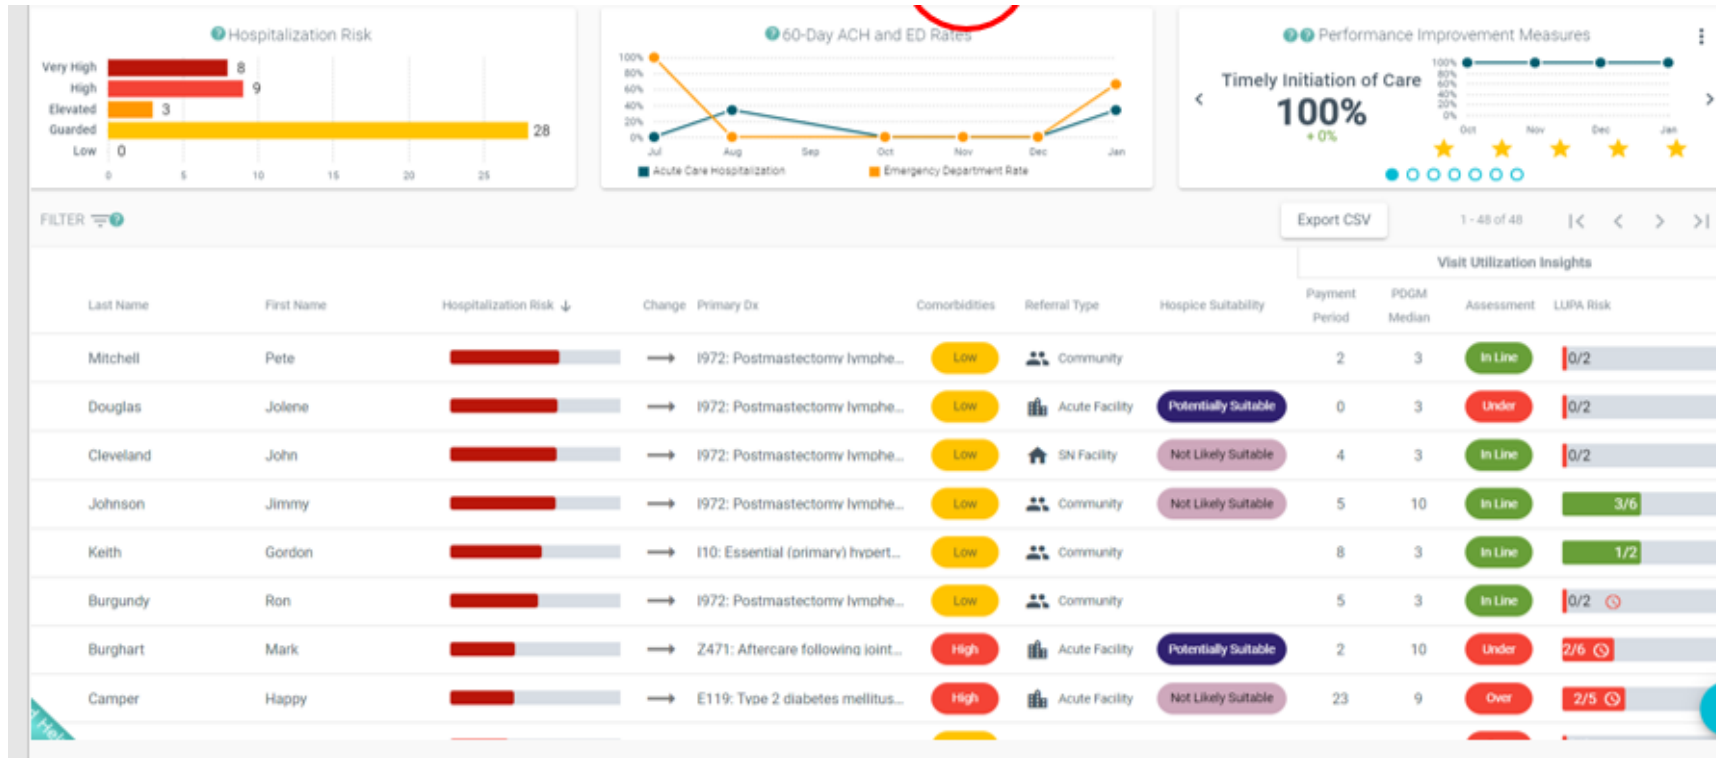 Hospitalization Risk
Very High 8
High 9
Elevated 3
Guarded 28
Low 0
0 5 10 15 20 25
60-Day ACH and ED Rates
100%
80%
60%
40%
20%
0%
Jul Aug Sep Oct Nov Dec Jan
Acute Care Hospitalization Emergency Department Rate
Performance Improvement Measures
Timely Initiation of Care
100%
+ 0%
100%
80%
60%
40%
20%
0%
Oct Nov Dec Jan
FILTER Export CSV 1 - 48 of 48
Visit Utilization Insights
Last Name First Name Hospitalization Risk Change Primary Dx Comorbidities Referral Type Hospice Suitability Payment Period PDGM Median Assessment LUPA Risk
Mitchell Pete I972: Postmastectomy lymphe... Low Community 2 3 In Line 0/2
Douglas Jolene I972: Postmastectomy lymphe... Low Acute Facility Potentially Suitable 0 3 Under 0/2
Cleveland John I972: Postmastectomy lymphe... Low SN Facility Not Likely Suitable 4 3 In Line 0/2
Johnson Jimmy I972: Postmastectomy lymphe... Low Community Not Likely Suitable 5 10 In Line 3/6
Keith Gordon I10: Essential (primary) hypert... Low Community 8 3 In Line 1/2
Burgundy Ron I972: Postmastectomy lymphe... Low Community 5 3 In Line 0/2
Burghart Mark Z471: Aftercare following joint... High Acute Facility Potentially Suitable 2 10 Under 2/6
Camper Happy E119: Type 2 diabetes mellitus... High Acute Facility Not Likely Suitable 23 9 Over 2/5